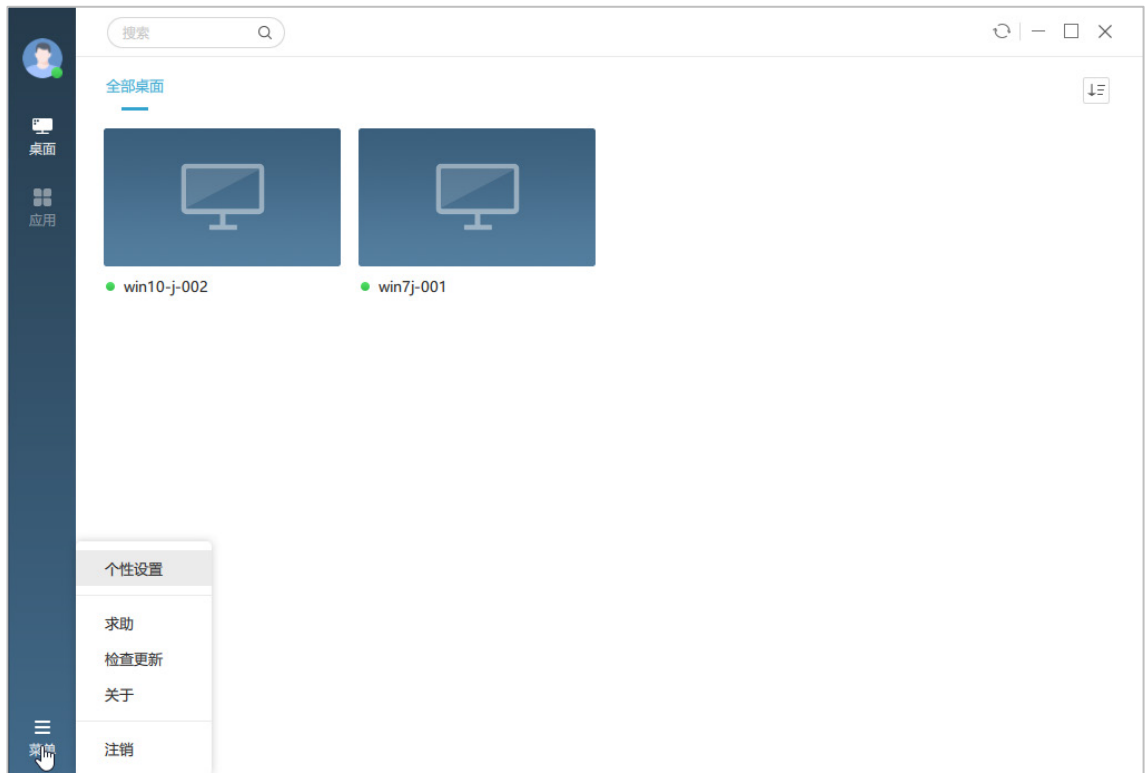 搜索
全部桌面
桌面
应用
win10-j-002
win7j-001
个性设置
求助
检查更新
关于
注销
菜单